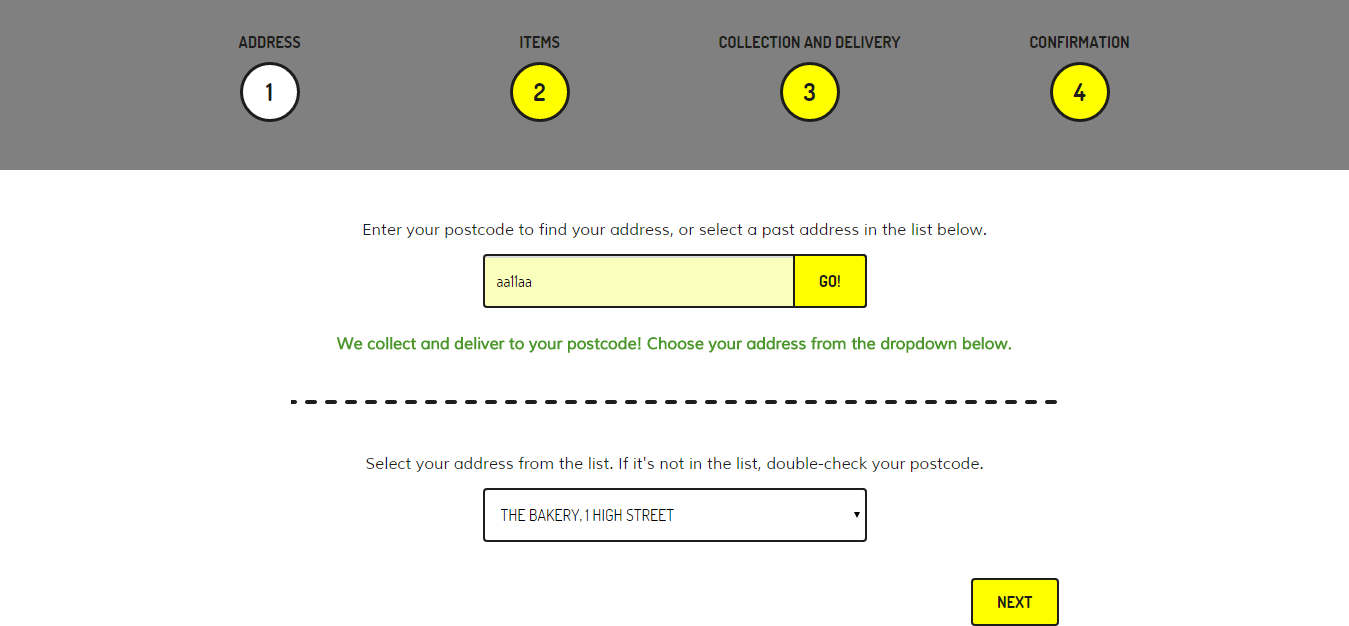 ADDRESS ITEMS COLLECTION AND DELIVERY CONFIRMATION
1 2 3 4
Enter your postcode to find your address, or select a past address in the list below.
aa11aa GO!
We collect and deliver to your postcode! Choose your address from the dropdown below.
Select your address from the list. If it's not in the list, double-check your postcode.
THE BAKERY, 1 HIGH STREET
NEXT